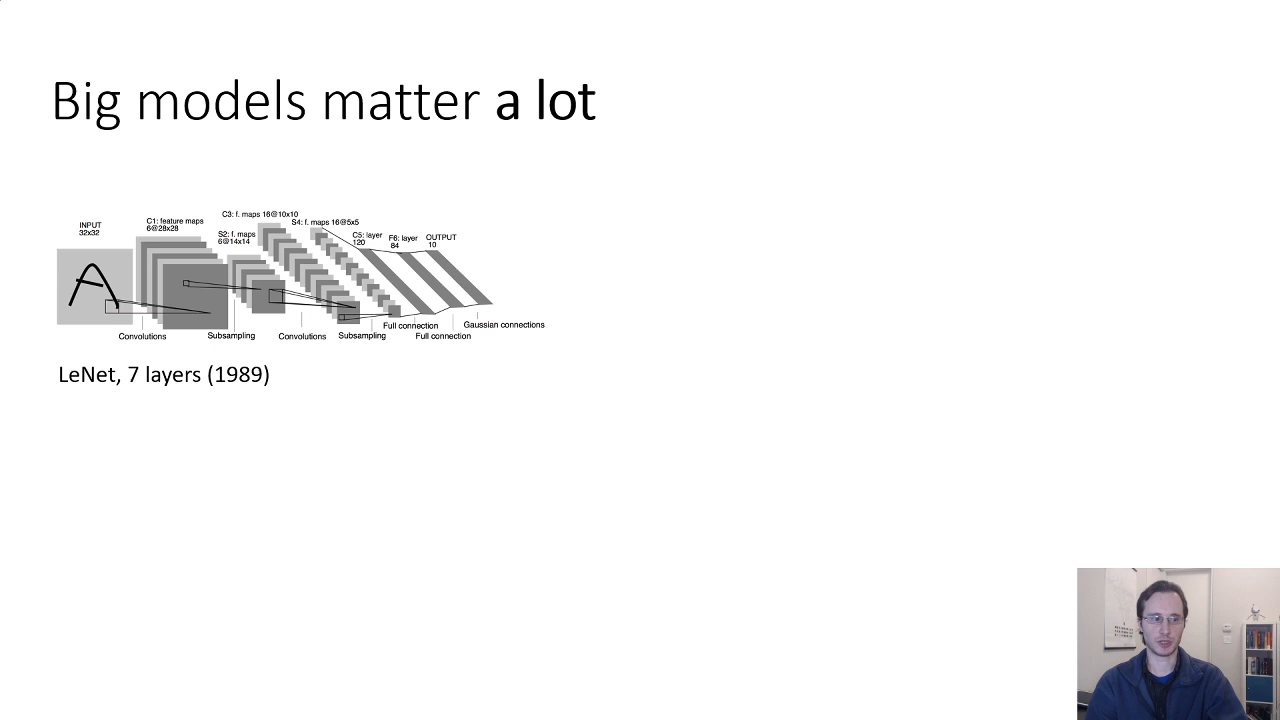 Big models matter a lot
INPUT
32x32
C1: feature maps
6@28x28
S2: f. maps
6@14x14
C3: f. maps 16@10x10
S4: f. maps 16@5x5
C5: layer
120
F6: layer
84
OUTPUT
10
A
Convolutions
Subsampling
Convolutions
Subsampling
Full connection
Full connection
Gaussian connections
LeNet, 7 layers (1989)